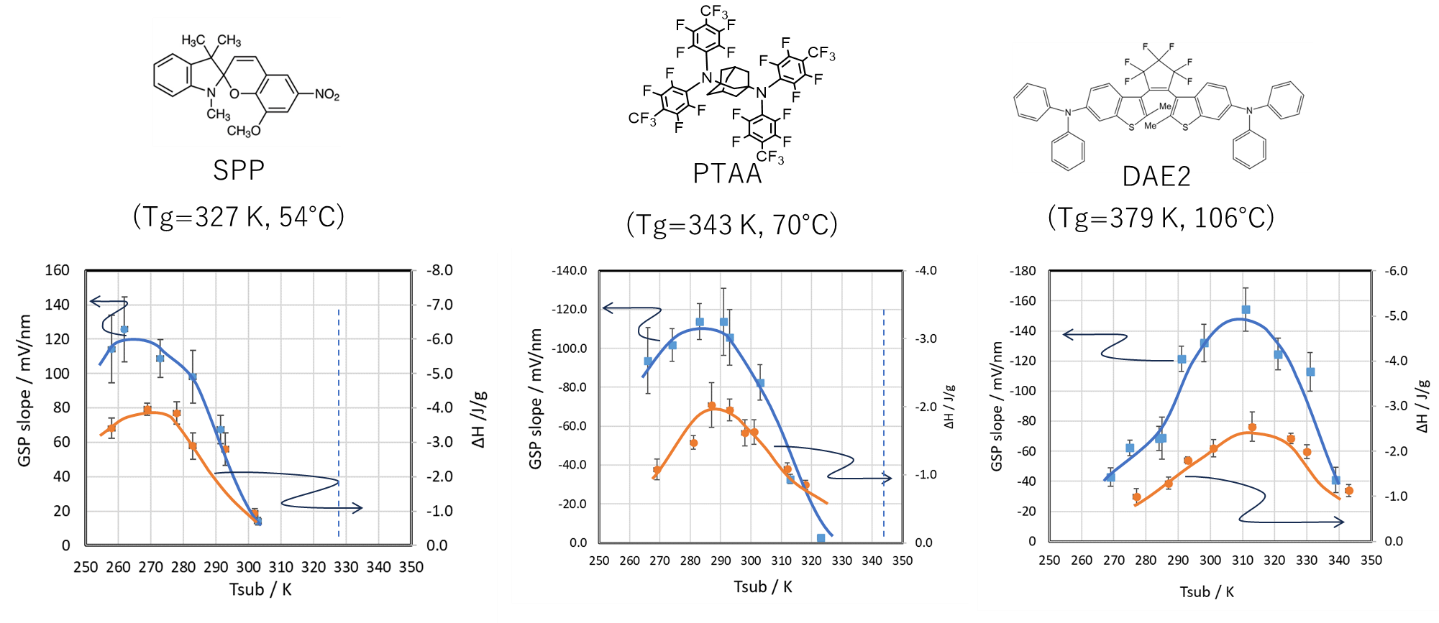 H₃C CH₃
N
O
NO₂
CH₃
H₃CO
SPP
(Tg=327 K, 54°C)
CF₃
F F
F F
N
F F
F F
CF₃
F F
F F
CF₃
N
F F
F F
CF₃
PTAA
(Tg=343 K, 70°C)
F F
F F
F F
N
S
Me
Me
S
N
DAE2
(Tg=379 K, 106°C)
160
140
120
100
80
60
40
20
0
GSP slope / mV/nm
-8.0
-7.0
-6.0
-5.0
-4.0
-3.0
-2.0
-1.0
0.0
ΔH / J/g
250 260 270 280 290 300 310 320 330 340 350
Tsub / K
-140.0
-120.0
-100.0
-80.0
-60.0
-40.0
-20.0
0.0
GSP slope / mV/nm
-4.0
-3.0
-2.0
-1.0
0.0
ΔH / J/g
250 260 270 280 290 300 310 320 330 340 350
Tsub / K
-180
-160
-140
-120
-100
-80
-60
-40
-20
0
GSP slope / mV/nm
-6.0
-5.0
-4.0
-3.0
-2.0
-1.0
0.0
ΔH / J/g
250 260 270 280 290 300 310 320 330 340 350
Tsub / K